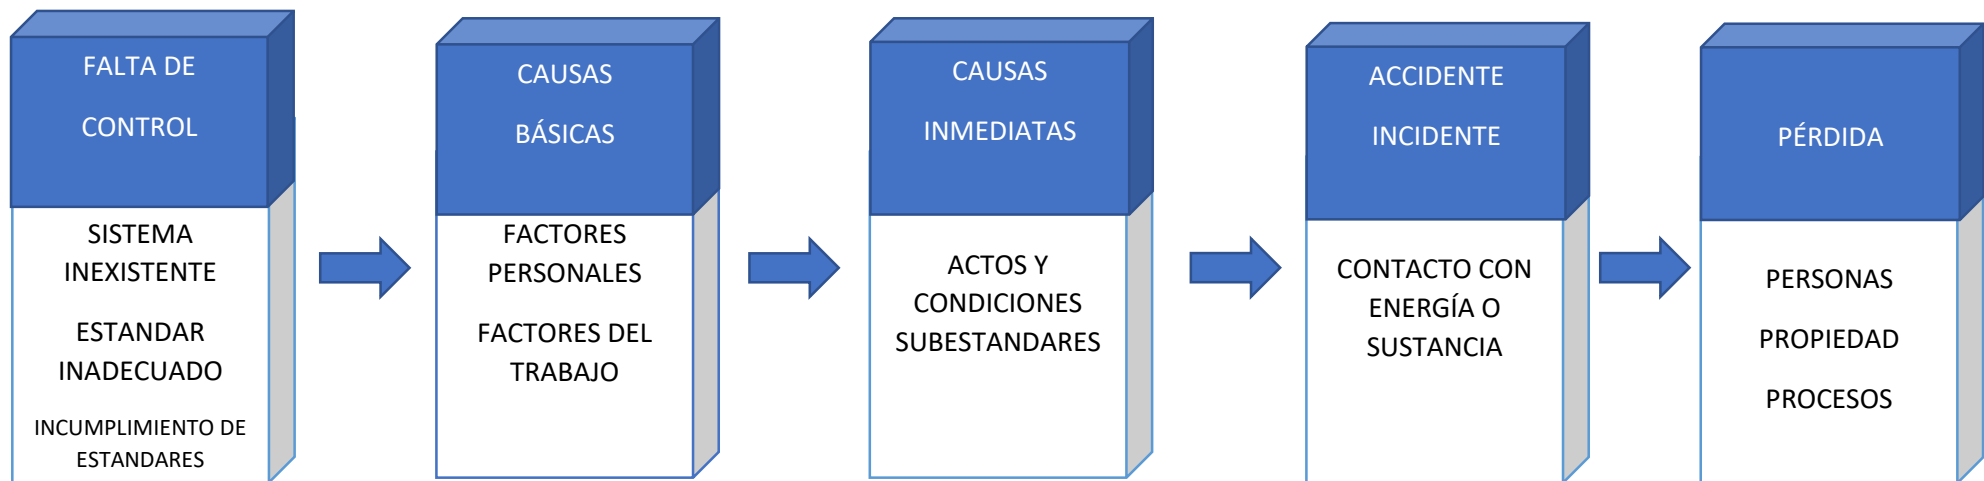 FALTA DE
CONTROL
SISTEMA
INEXISTENTE
ESTANDAR
INADECUADO
INCUMPLIMIENTO DE
ESTANDARES
CAUSAS
BÁSICAS
FACTORES
PERSONALES
FACTORES DEL
TRABAJO
CAUSAS
INMEDIATAS
ACTOS Y
CONDICIONES
SUBESTANDARES
ACCIDENTE
INCIDENTE
CONTACTO CON
ENERGÍA O
SUSTANCIA
PÉRDIDA
PERSONAS
PROPIEDAD
PROCESOS